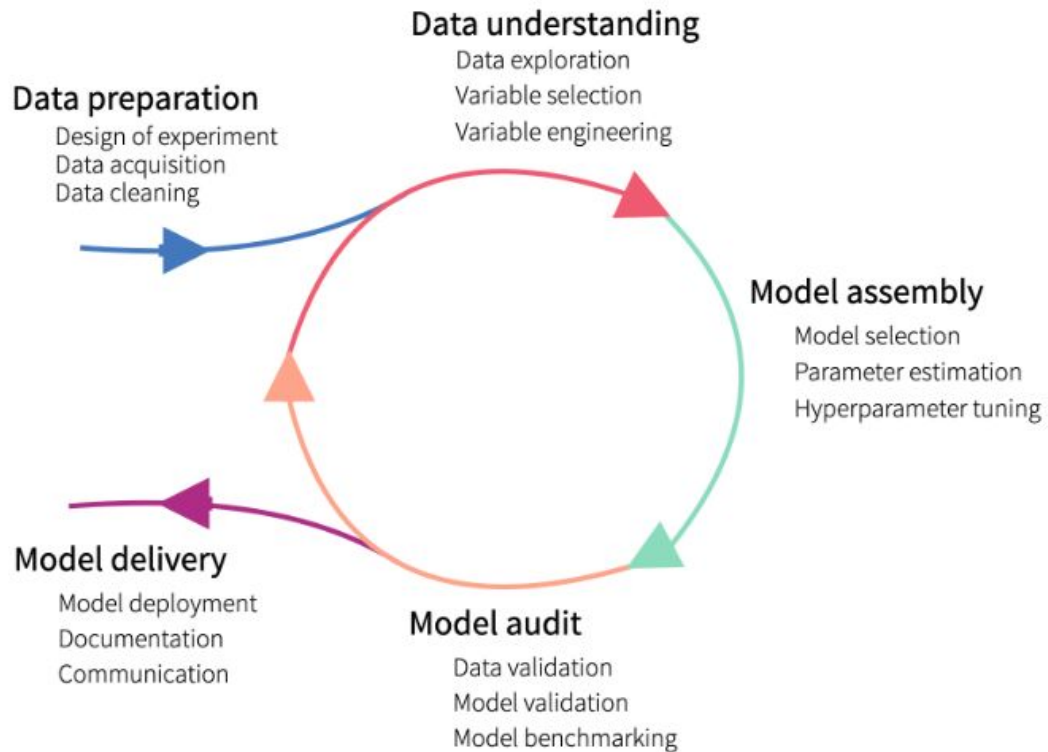 Data understanding
Data exploration
Variable selection
Variable engineering
Data preparation
Design of experiment
Data acquisition
Data cleaning
Model assembly
Model selection
Parameter estimation
Hyperparameter tuning
Model delivery
Model deployment
Documentation
Communication
Model audit
Data validation
Model validation
Model benchmarking